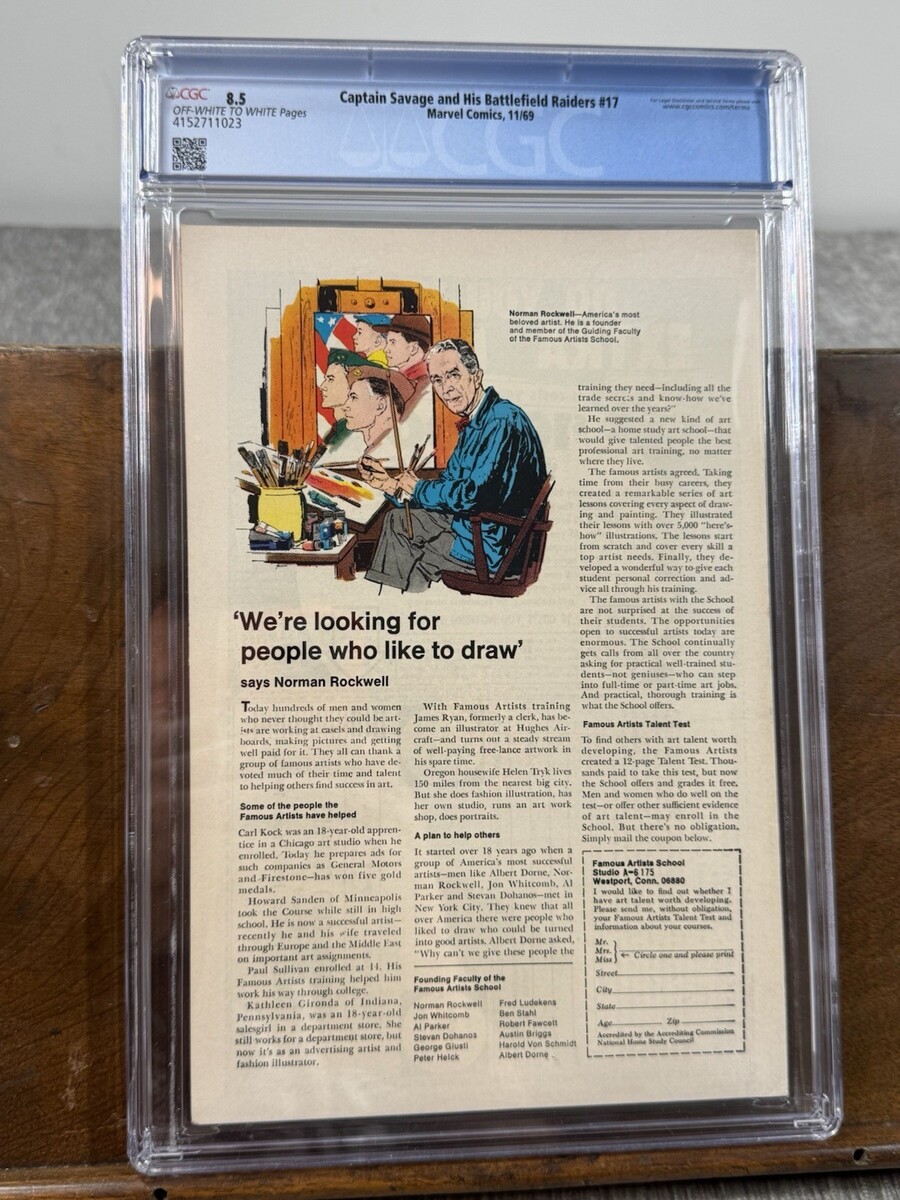 CGC 8.5
OFF-WHITE TO WHITE Pages
4152711023
Captain Savage and His Battlefield Raiders #17
Marvel Comics, 11/69
For Legal Disclaimer and Service Terms please visit
www.cgccomics.com/terms
CGC
Norman Rockwell—America's most
beloved artist. He is a founder
and member of the Guiding Faculty
of the Famous Artists School.
'We're looking for
people who like to draw'
says Norman Rockwell
Today hundreds of men and women
who never thought they could be art-
ists are working at easels and drawing
boards, making pictures and getting
well paid for it. They all can thank a
group of famous artists who have de-
voted much of their time and talent
to helping others find success in art.
Some of the people the
Famous Artists have helped
Carl Kock was an 18-year-old appren-
tice in a Chicago art studio when he
enrolled. Today he prepares ads for
such companies as General Motors
and Firestone—has won five gold
medals.
Howard Sanden of Minneapolis
took the Course while still in high
school. He is now a successful artist—
recently he and his wife traveled
through Europe and the Middle East
on important art assignments.
Paul Sullivan enrolled at 14. His
Famous Artists training helped him
work his way through college.
Kathleen Gironda of Indiana,
Pennsylvania, was an 18-year-old
salesgirl in a department store. She
still works for a department store, but
now it's as an advertising artist and
fashion illustrator.
With Famous Artists training
James Ryan, formerly a clerk, has be-
come an illustrator at Hughes Air-
craft—and turns out a steady stream
of well-paying free-lance artwork in
his spare time.
Oregon housewife Helen Tryk lives
150 miles from the nearest big city.
But she does fashion illustration, has
her own studio, runs an art work
shop, does portraits.
A plan to help others
It started over 18 years ago when a
group of America's most successful
artists—men like Albert Dorne, Nor-
man Rockwell, Jon Whitcomb, Al
Parker and Stevan Dohanos—met in
New York City. They knew that all
over America there were people who
liked to draw who could be turned
into good artists. Albert Dorne asked,
"Why can't we give these people the
Founding Faculty of the
Famous Artists School
Norman Rockwell
Jon Whitcomb
Al Parker
Stevan Dohanos
George Giusti
Peter Helck
Fred Ludekens
Ben Stahl
Robert Fawcett
Austin Briggs
Harold Von Schmidt
Albert Dorne
training they need—including all the
trade secrets and know-how we've
learned over the years?"
He suggested a new kind of art
school—a home study art school—that
would give talented people the best
professional art training, no matter
where they live.
The famous artists agreed. Taking
time from their busy careers, they
created a remarkable series of art
lessons covering every aspect of draw-
ing and painting. They illustrated
their lessons with over 5,000 "here's-
how" illustrations. The lessons start
from scratch and cover every skill a
top artist needs. Finally, they de-
veloped a wonderful way to give each
student personal correction and ad-
vice all through his training.
The famous artists with the School
are not surprised at the success of
their students. The opportunities
open to successful artists today are
enormous. The School continually
gets calls from all over the country
asking for practical well-trained stu-
dents—not geniuses—who can step
into full-time or part-time art jobs.
And practical, thorough training is
what the School offers.
Famous Artists Talent Test
To find others with art talent worth
developing, the Famous Artists
created a 12-page Talent Test. Thou-
sands paid to take this test, but now
the School offers and grades it free.
Men and women who do well on the
test—or offer other sufficient evidence
of art talent—may enroll in the
School. But there's no obligation.
Simply mail the coupon below.
Famous Artists School
Studio A-6175
Westport, Conn. 06880
I would like to find out whether I
have art talent worth developing.
Please send me, without obligation,
your Famous Artists Talent Test and
information about your courses.
Mr.
Mrs. ← Circle one and please print
Miss
Street
City
State
Age Zip
Accredited by the Accrediting Commission
National Home Study Council